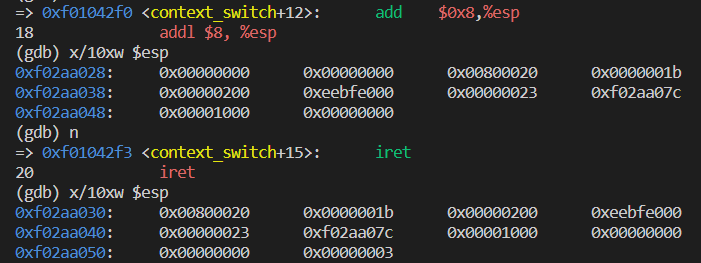 => 0xf01042f0 <context_switch+12>: add $0x8,%esp
18 addl $8, %esp
(gdb) x/10xw $esp
0xf02aa028: 0x00000000 0x00000000 0x00800020 0x0000001b
0xf02aa038: 0x00000200 0xeebfe000 0x00000023 0xf02aa07c
0xf02aa048: 0x00001000 0x00000000
(gdb) n
=> 0xf01042f3 <context_switch+15>: iret
20 iret
(gdb) x/10xw $esp
0xf02aa030: 0x00800020 0x0000001b 0x00000200 0xeebfe000
0xf02aa040: 0x00000023 0xf02aa07c 0x00001000 0x00000000
0xf02aa050: 0x00000000 0x00000003